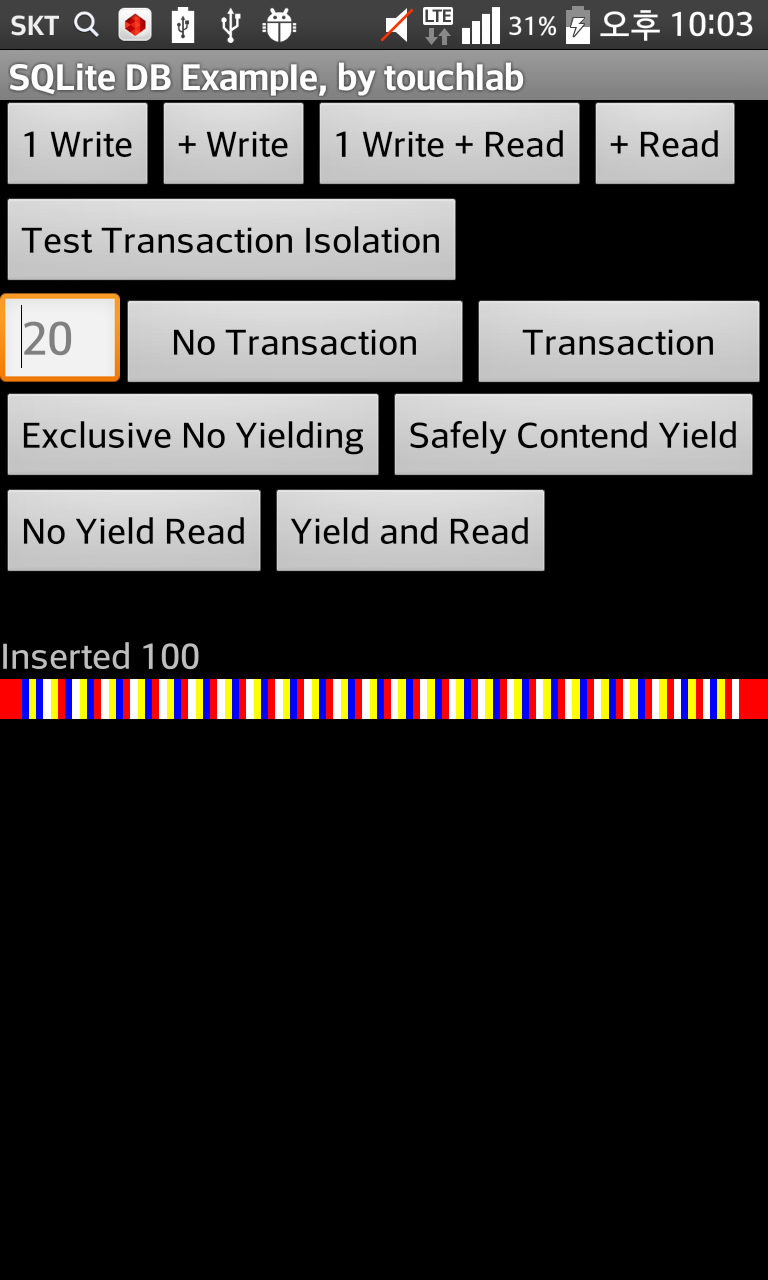 SKT LTE 31% 오후 10:03
SQLite DB Example, by touchlab
1 Write + Write 1 Write + Read + Read
Test Transaction Isolation
20 No Transaction Transaction
Exclusive No Yielding Safely Contend Yield
No Yield Read Yield and Read
Inserted 100